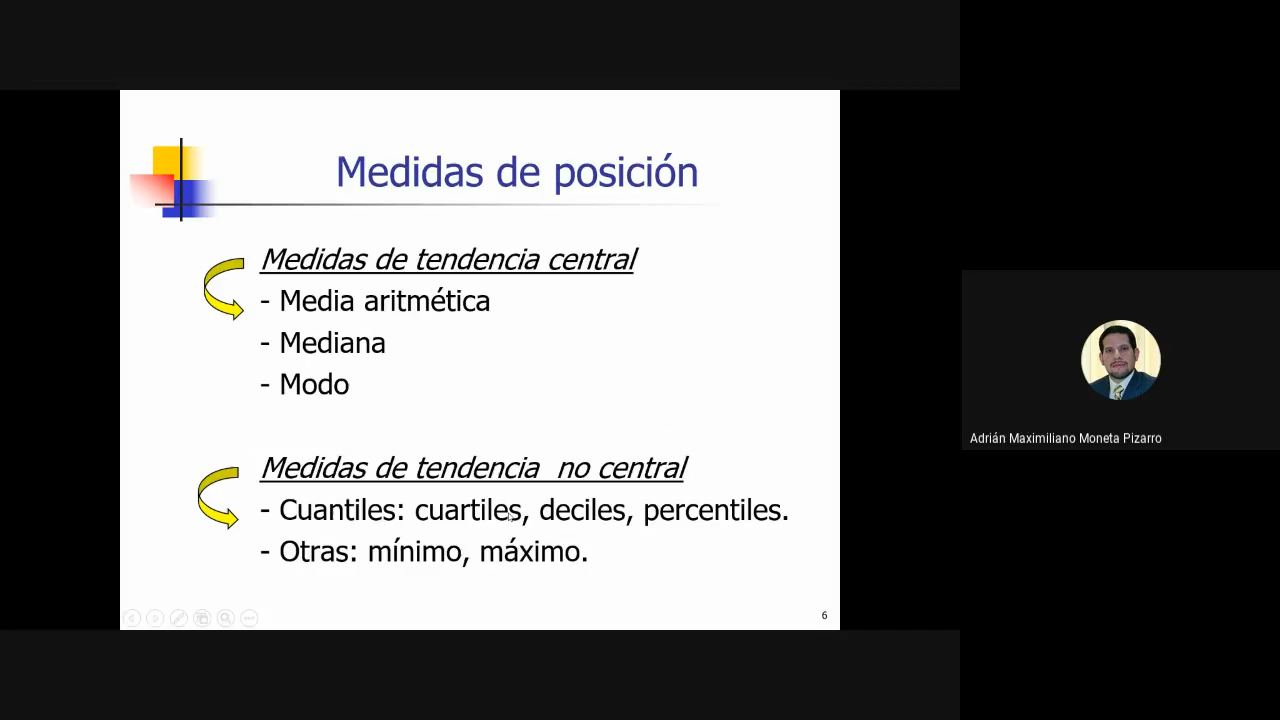 Medidas de posición
Medidas de tendencia central
- Media aritmética
- Mediana
- Modo
Medidas de tendencia no central
- Cuantiles: cuartiles, deciles, percentiles.
- Otras: mínimo, máximo.
6
Adrián Maximiliano Moneta Pizarro